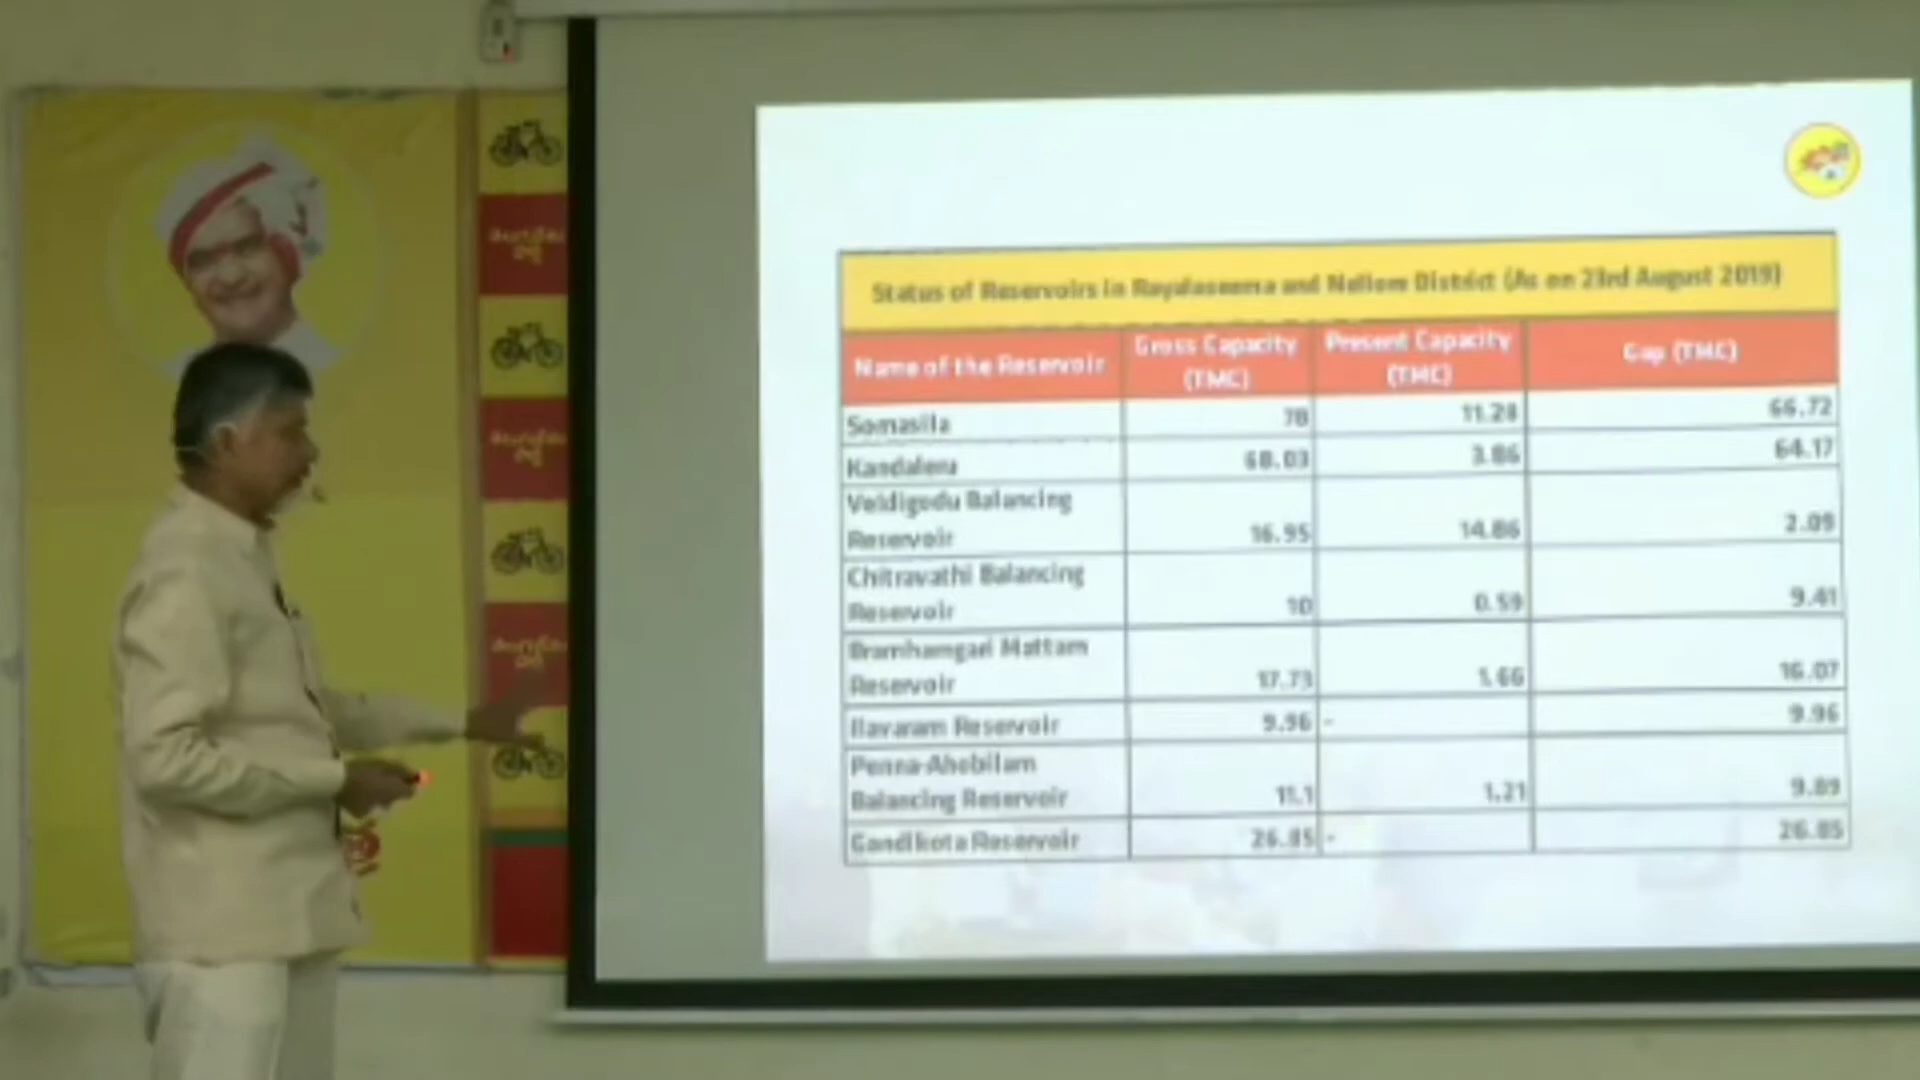 Status of Reservoirs in Rayalaseema and Nellore District (As on 23rd August 2019)
Name of the Reservoir
Gross Capacity
(TMC)
Present Capacity
(TMC)
Gap (TMC)
Somasila 78 11.28 66.72
Kandaleru 68.03 3.86 64.17
Veldigodu Balancing
Reservoir 16.95 14.86 2.09
Chitravathi Balancing
Reservoir 10 0.59 9.41
Bramhamgari Mattam
Reservoir 17.73 1.66 16.07
Ilavaram Reservoir 9.96 - 9.96
Penna-Ahobilam
Balancing Reservoir 11.1 1.21 9.89
Gandikota Reservoir 26.85 - 26.85